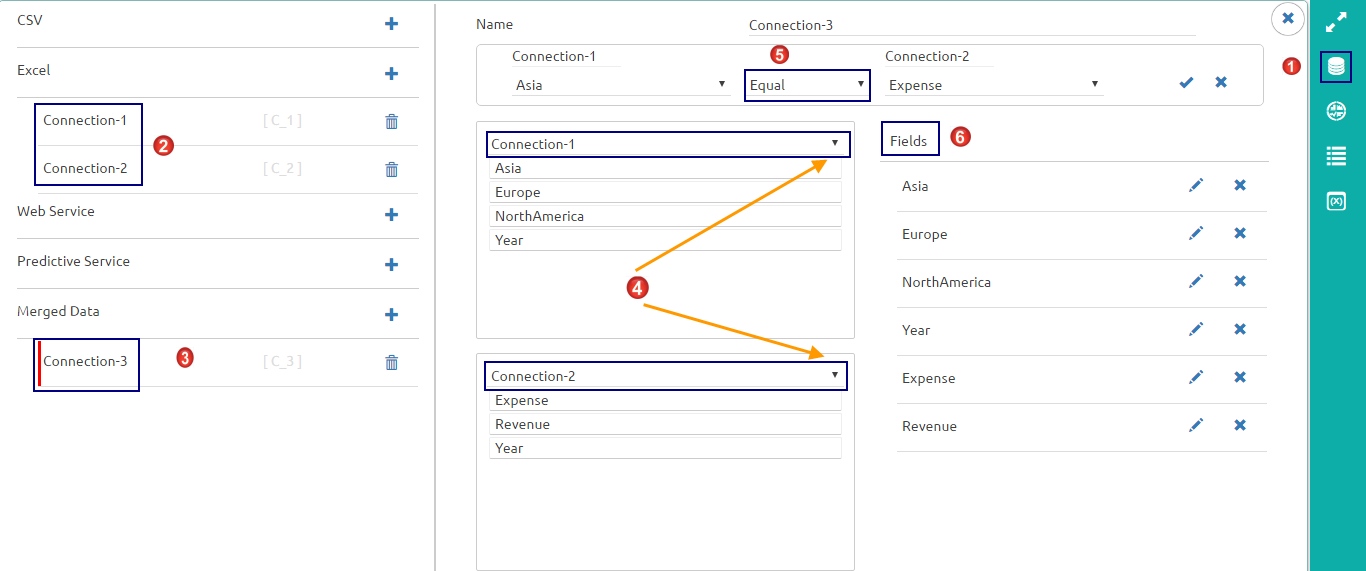 CSV
Excel
Connection-1 [ C_1 ]
2
Connection-2 [ C_2 ]
Web Service
Predictive Service
Merged Data
Connection-3 [ C_3 ]
3
Name Connection-3
5
Connection-1 Connection-2
Asia Equal Expense
Connection-1
Asia
Europe
NorthAmerica
Year
4
Connection-2
Expense
Revenue
Year
Fields 6
Asia
Europe
NorthAmerica
Year
Expense
Revenue
1
(x)